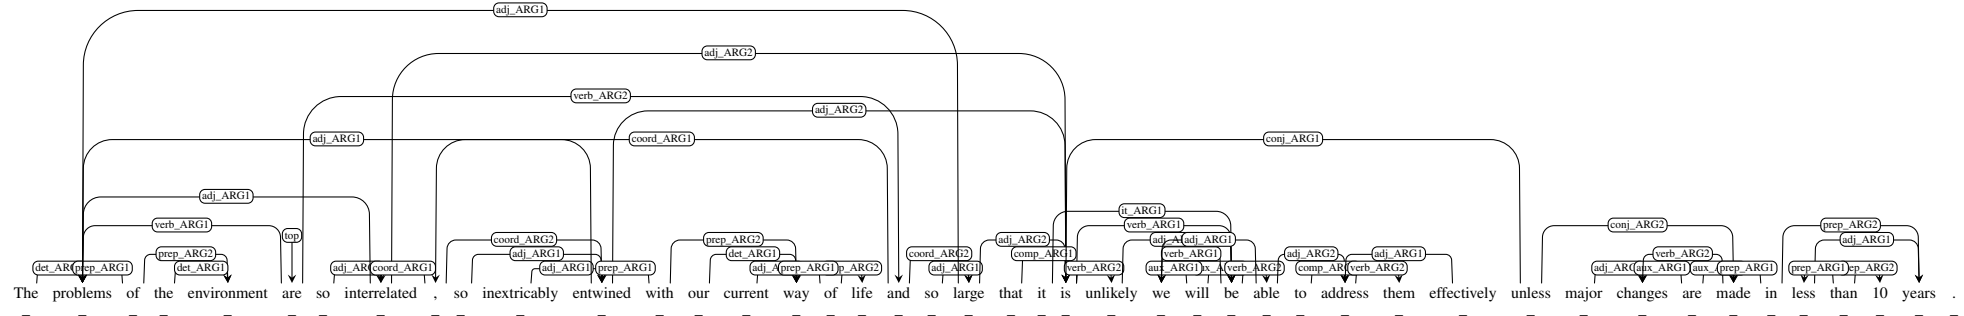 adj_ARG1
adj_ARG2
verb_ARG2
adj_ARG2
adj_ARG1 coord_ARG1 conj_ARG1
adj_ARG1
it_ARG1
verb_ARG1 verb_ARG1 conj_ARG2 prep_ARG2
top coord_ARG2 prep_ARG2 adj_ARG2 adj_ARG1 adj_ARG1
prep_ARG2 adj_ARG1 det_ARG1 coord_ARG2 comp_ARG1 verb_ARG1 adj_ARG2 adj_ARG1 verb_ARG2
det_ARG1 prep_ARG1 det_ARG1 coord_ARG1 adj_ARG1 prep_ARG1 prep_ARG1 adj_ARG1 verb_ARG2 aux_ARG1 verb_ARG2 verb_ARG2 aux_ARG1 prep_ARG1 prep_ARG1
The problems of the environment are so interrelated , so inextricably entwined with our current way of life and so large that it is unlikely we will be able to address them effectively unless major changes are made in less than 10 years .
_ _ _ _ _ _ _ _ _ _ _ _ _ _ _ _ _ _ _ _ _ _ _ _ _ _ _ _ _ _ _ _ _ _ _ _ _ _ _ _ _ _ _ _